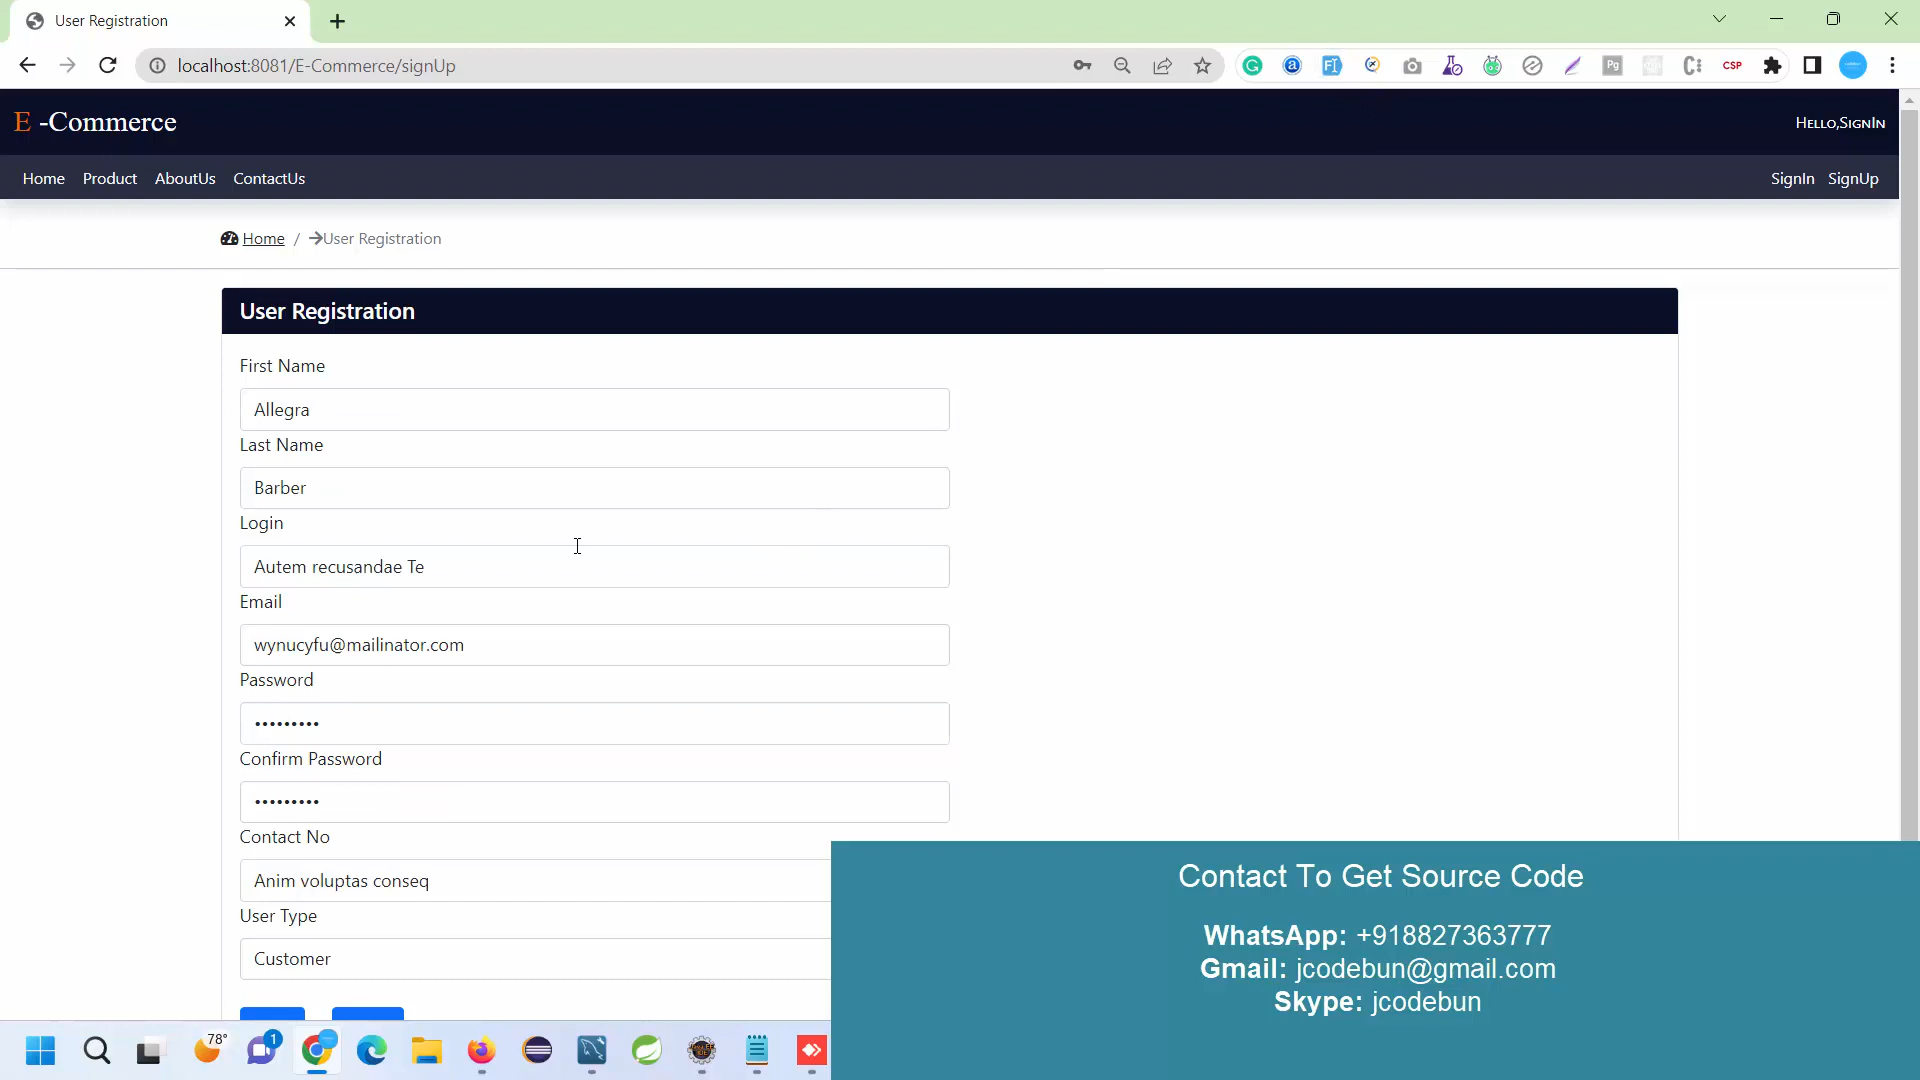 User Registration
localhost:8081/E-Commerce/signUp
CSP
E -Commerce
Hello,SignIn
Home Product AboutUs ContactUs
SignIn SignUp
Home / User Registration
User Registration
First Name
Allegra
Last Name
Barber
Login
Autem recusandae Te
Email
wynucyfu@mailinator.com
Password
•••••••••
Confirm Password
•••••••••
Contact No
Anim voluptas conseq
User Type
Customer
Contact To Get Source Code
WhatsApp: +918827363777
Gmail: jcodebun@gmail.com
Skype: jcodebun
78°
1